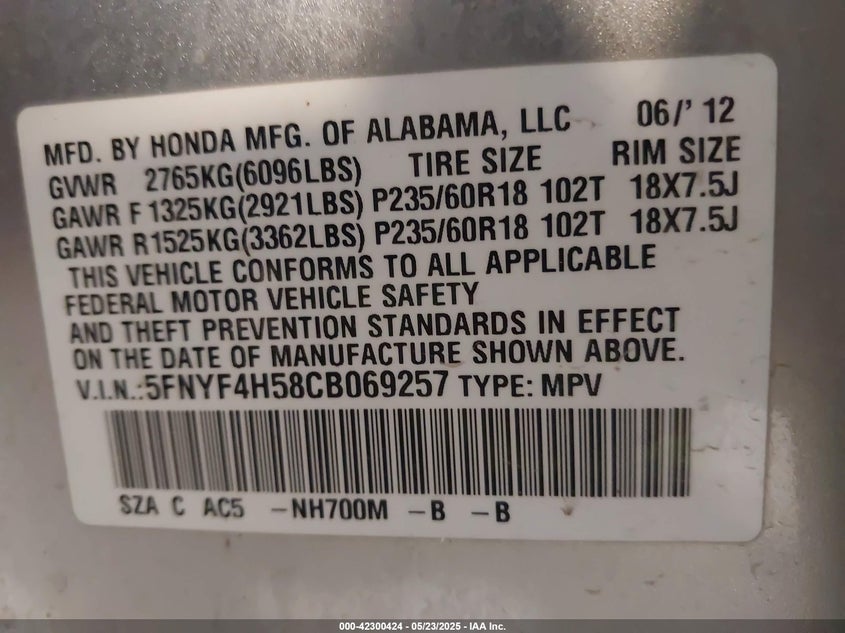 MFD. BY HONDA MFG. OF ALABAMA, LLC 06/' 12
GVWR 2765KG(6096LBS) TIRE SIZE RIM SIZE
GAWR F 1325KG(2921LBS) P235/60R18 102T 18X7.5J
GAWR R1525KG(3362LBS) P235/60R18 102T 18X7.5J
THIS VEHICLE CONFORMS TO ALL APPLICABLE
FEDERAL MOTOR VEHICLE SAFETY
AND THEFT PREVENTION STANDARDS IN EFFECT
ON THE DATE OF MANUFACTURE SHOWN ABOVE.
V.I.N.:5FNYF4H58CB069257 TYPE: MPV
SZA C AC5 -NH700M -B -B
000-42300424 - 05/23/2025 - IAA Inc.